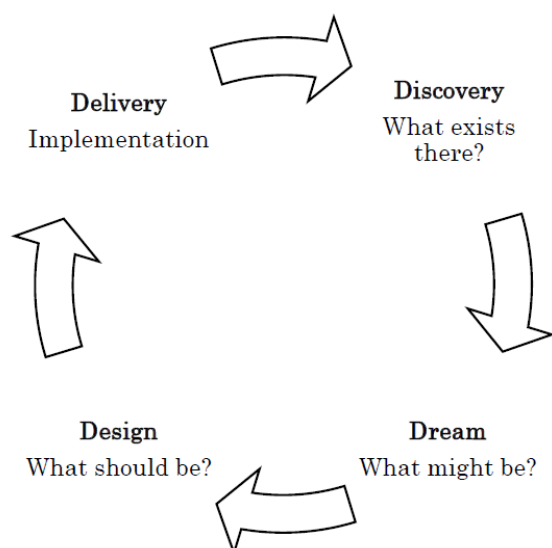 Delivery
Implementation
Discovery
What exists
there?
Design
What should be?
Dream
What might be?